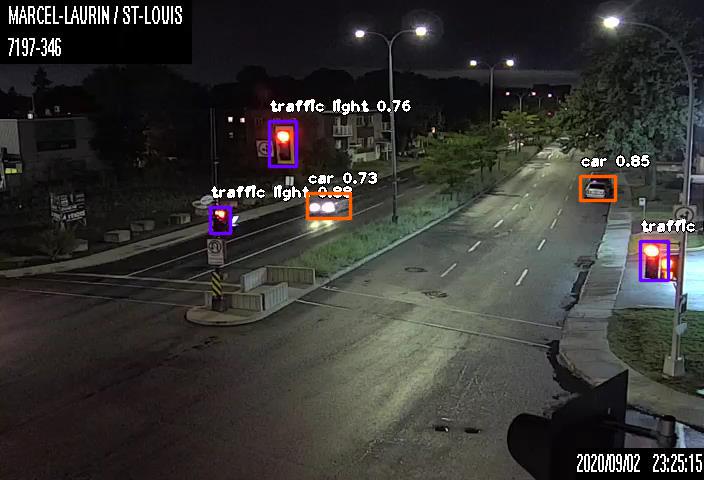 MARCEL-LAURIN / ST-LOUIS
7197-346
traffic light 0.76
car 0.85
car 0.73
traffic light 0.88
traffic
2020/09/02 23:25:15